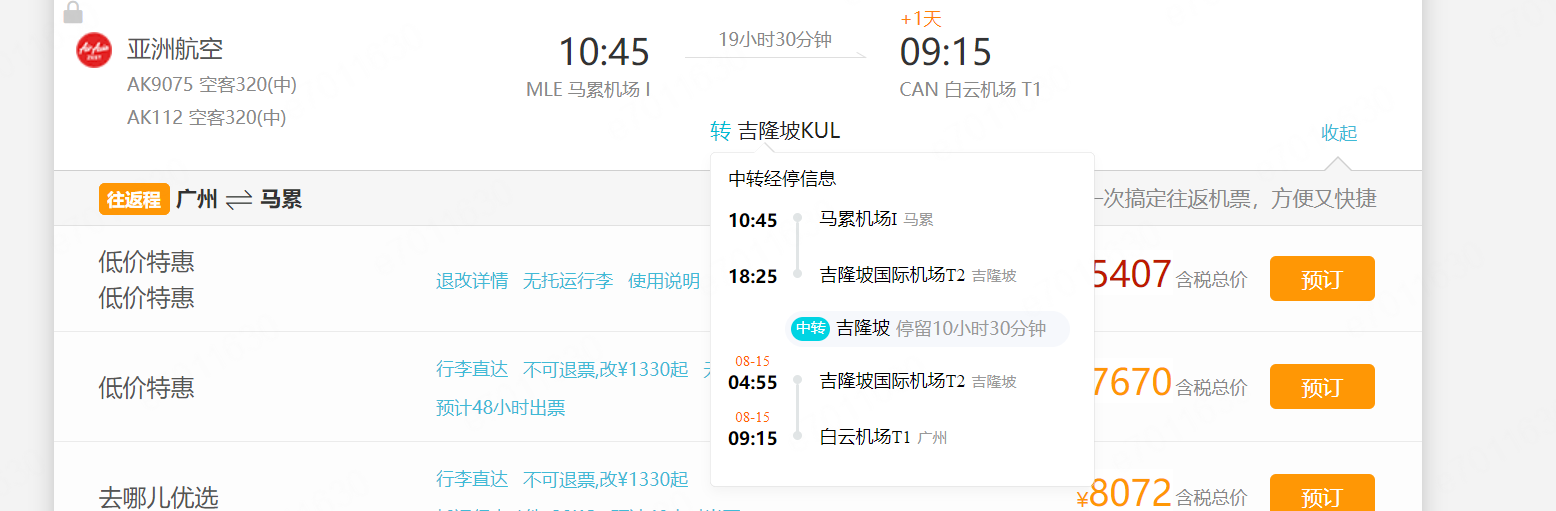 +1天
亚洲航空
10:45
19小时30分钟
09:15
AK9075 空客320(中)
MLE 马累机场 I
CAN 白云机场 T1
AK112 空客320(中)
转 吉隆坡KUL
收起
中转经停信息
往返程 广州 马累
一次搞定往返机票，方便又快捷
10:45 马累机场I 马累
18:25 吉隆坡国际机场T2 吉隆坡
中转 吉隆坡 停留10小时30分钟
08-15
04:55 吉隆坡国际机场T2 吉隆坡
08-15
09:15 白云机场T1 广州
低价特惠
低价特惠
退改详情 无托运行李 使用说明
5407 含税总价 预订
低价特惠
行李直达 不可退票,改¥1330起
预计48小时出票
7670 含税总价 预订
去哪儿优选
行李直达 不可退票,改¥1330起
¥8072 含税总价 预订